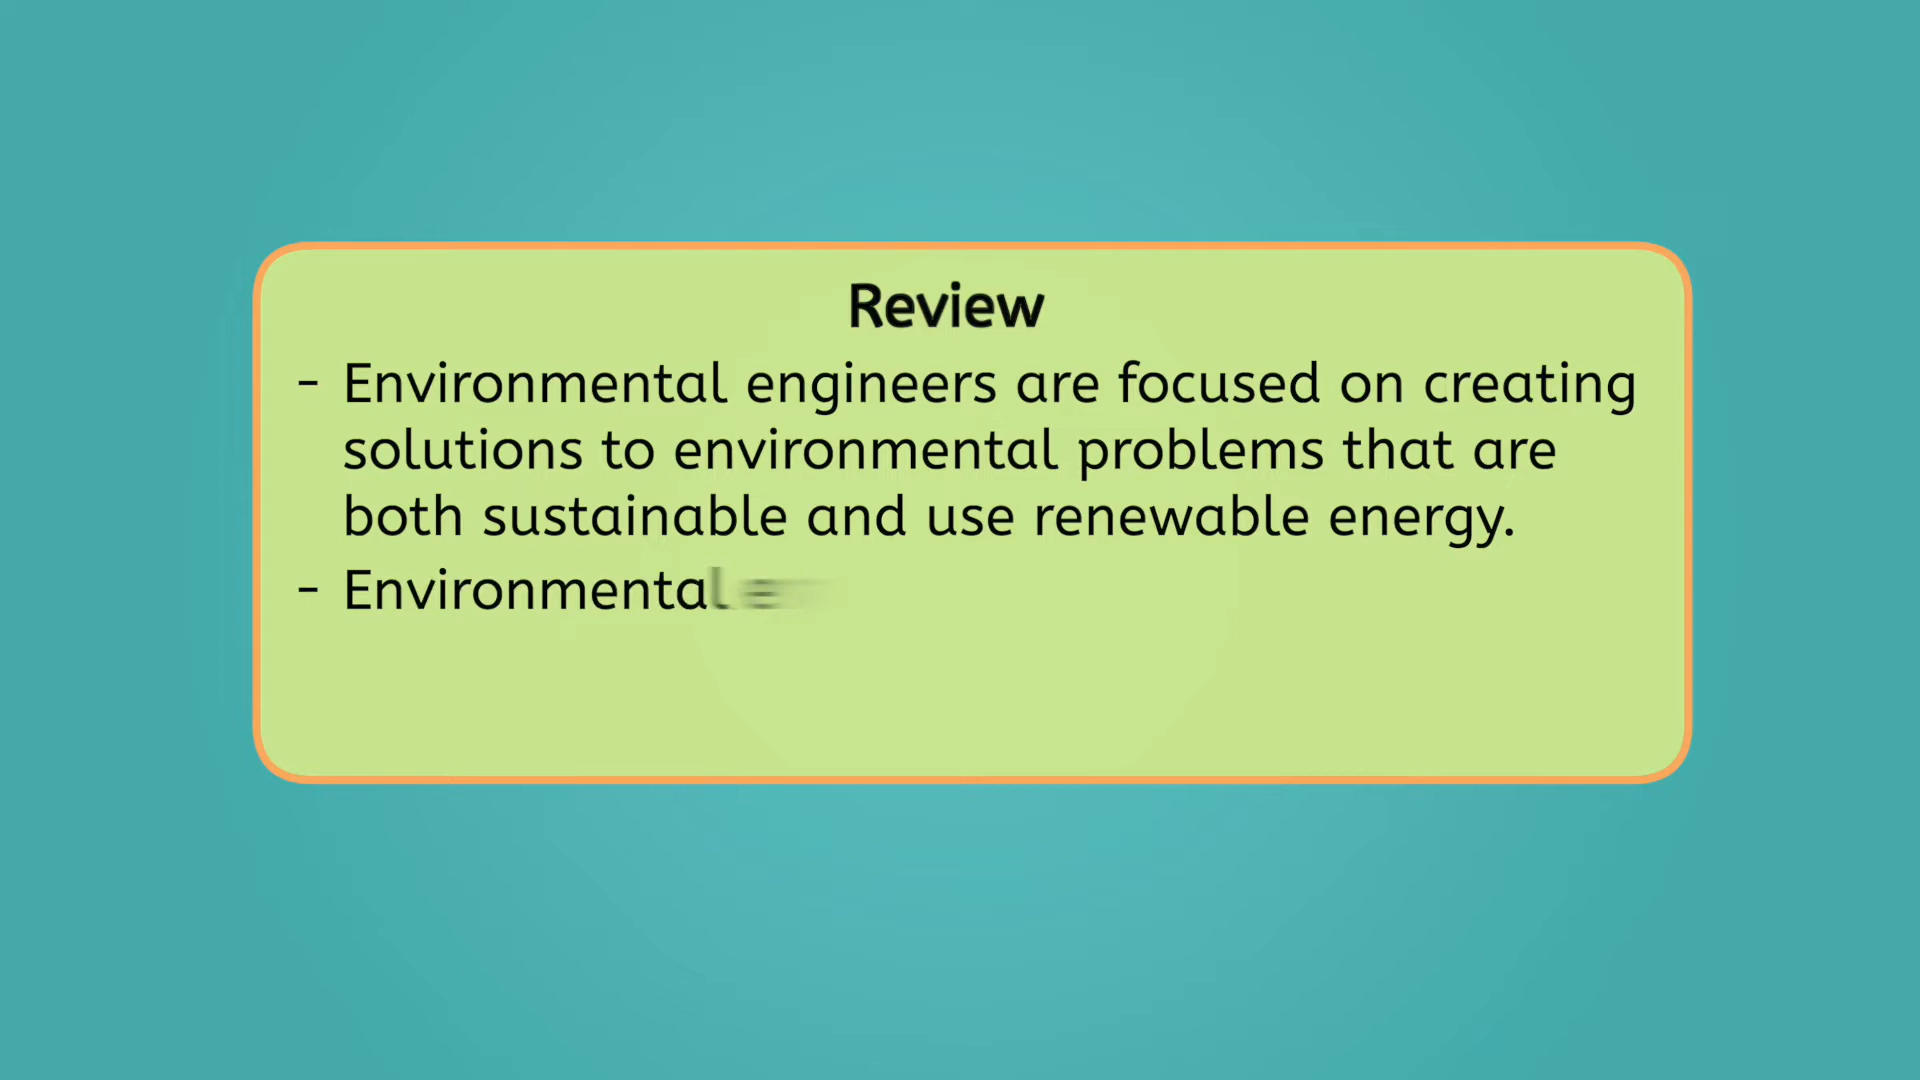 Review
- Environmental engineers are focused on creating
solutions to environmental problems that are
both sustainable and use renewable energy.
- Environmental